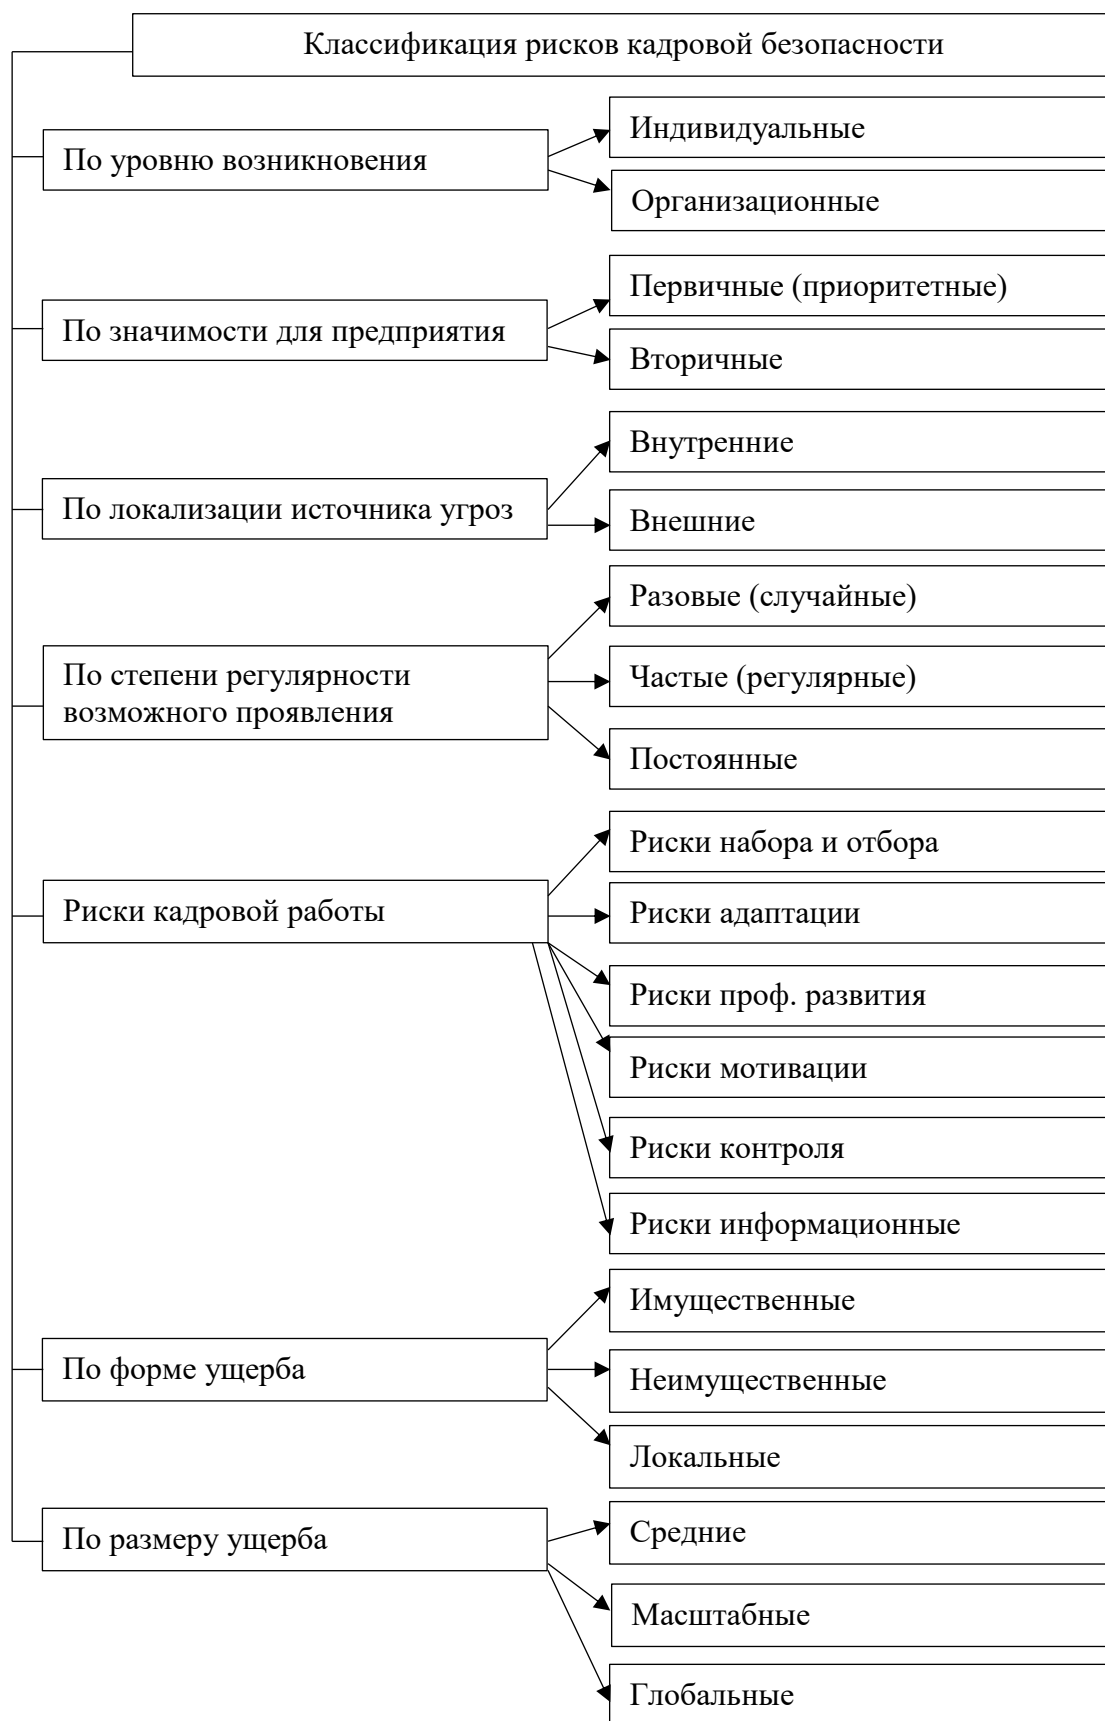 Классификация рисков кадровой безопасности
По уровню возникновения
Индивидуальные
Организационные
По значимости для предприятия
Первичные (приоритетные)
Вторичные
По локализации источника угроз
Внутренние
Внешние
По степени регулярности
возможного проявления
Разовые (случайные)
Частые (регулярные)
Постоянные
Риски кадровой работы
Риски набора и отбора
Риски адаптации
Риски проф. развития
Риски мотивации
Риски контроля
Риски информационные
По форме ущерба
Имущественные
Неимущественные
Локальные
По размеру ущерба
Средние
Масштабные
Глобальные